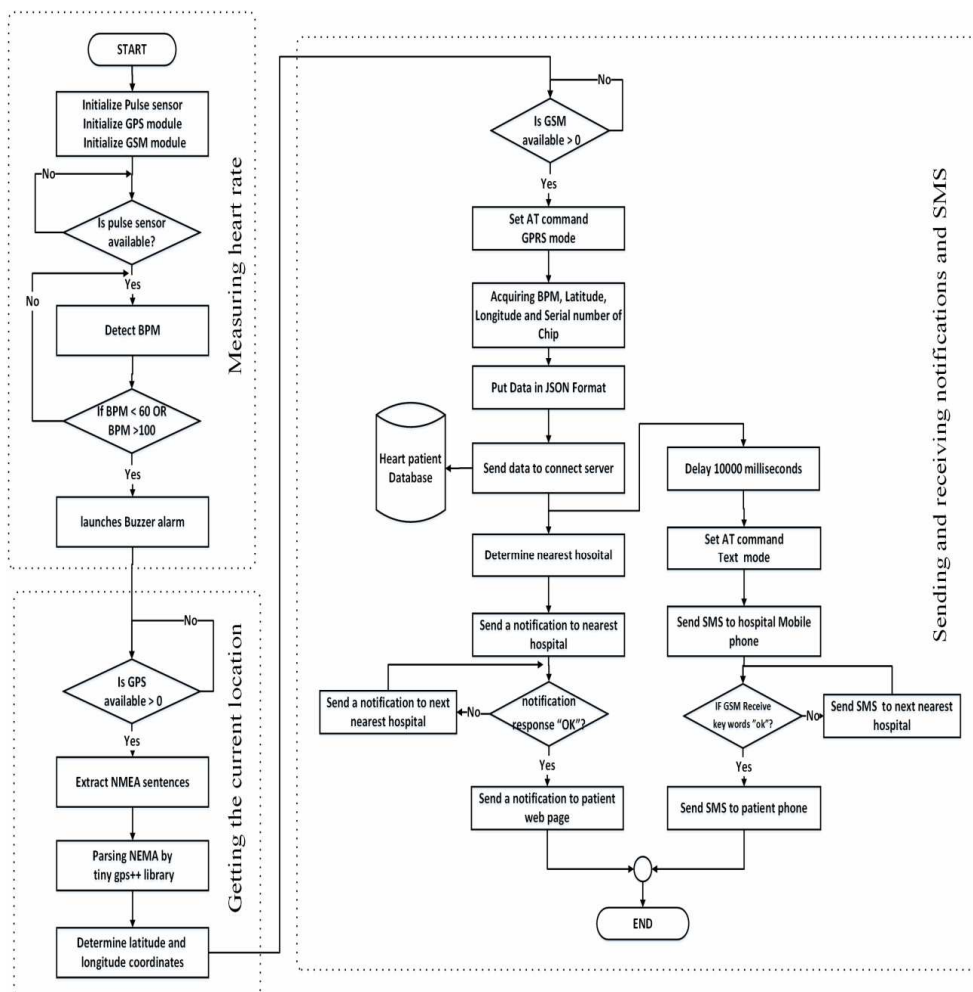 START
Initialize Pulse sensor
Initialize GPS module
Initialize GSM module
No
Is pulse sensor
available?
Yes
No
Detect BPM
If BPM < 60 OR
BPM >100
Yes
launches Buzzer alarm
Measuring heart rate
No
Is GPS
available > 0
Yes
Extract NMEA sentences
Parsing NEMA by
tiny gps++ library
Determine latitude and
longitude coordinates
Getting the current location
No
Is GSM
available > 0
Yes
Set AT command
GPRS mode
Acquiring BPM, Latitude,
Longitude and Serial number of
Chip
Put Data in JSON Format
Heart patient
Database
Send data to connect server
Determine nearest hosoital
Send a notification to nearest
hospital
Send a notification to next
nearest hospital
No
notification
response “OK”?
Yes
Send a notification to patient
web page
Delay 10000 milliseconds
Set AT command
Text mode
Send SMS to hospital Mobile
phone
IF GSM Receive
key words “ok”?
No
Send SMS to next nearest
hospital
Yes
Send SMS to patient phone
END
Sending and receiving notifications and SMS